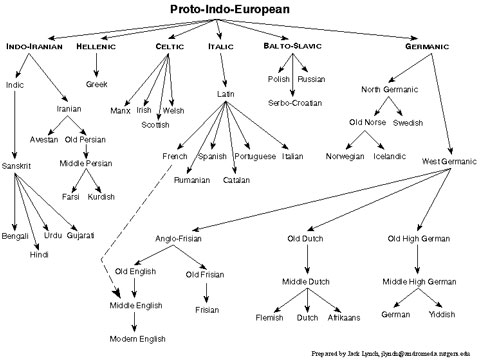 Proto-Indo-European
INDO-IRANIAN HELLENIC CELTIC ITALIC BALTO-SLAVIC GERMANIC
Indic Greek Polish Russian
Iranian Manx Irish Welsh Latin Serbo-Croatian North Germanic
Scottish
Avestan Old Persian Old Norse Swedish
Sanskrit Middle Persian French Spanish Portuguese Italian Norwegian Icelandic West Germanic
Rumanian Catalan
Farsi Kurdish
Bengali Urdu Gujarati Anglo-Frisian Old Dutch Old High German
Hindi
Old English Old Frisian Middle Dutch Middle High German
Middle English Frisian Flemish Dutch Afrikaans German Yiddish
Modern English
Prepared by Jack Lynch, jlynch@andromeda.rutgers.edu